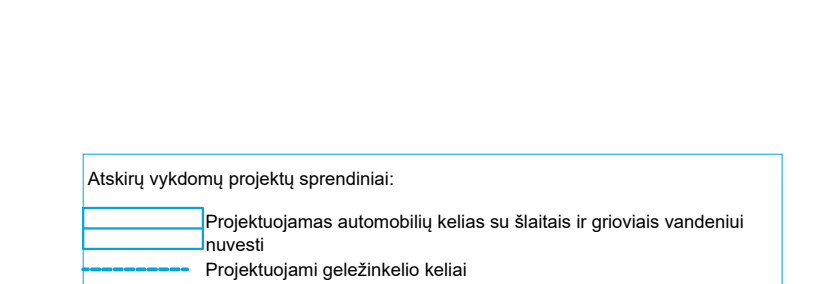 Atskirų vykdomų projektų sprendiniai:
Projektuojamas automobilių kelias su šlaitais ir grioviais vandeniui
nuvesti
Projektuojami geležinkelio keliai